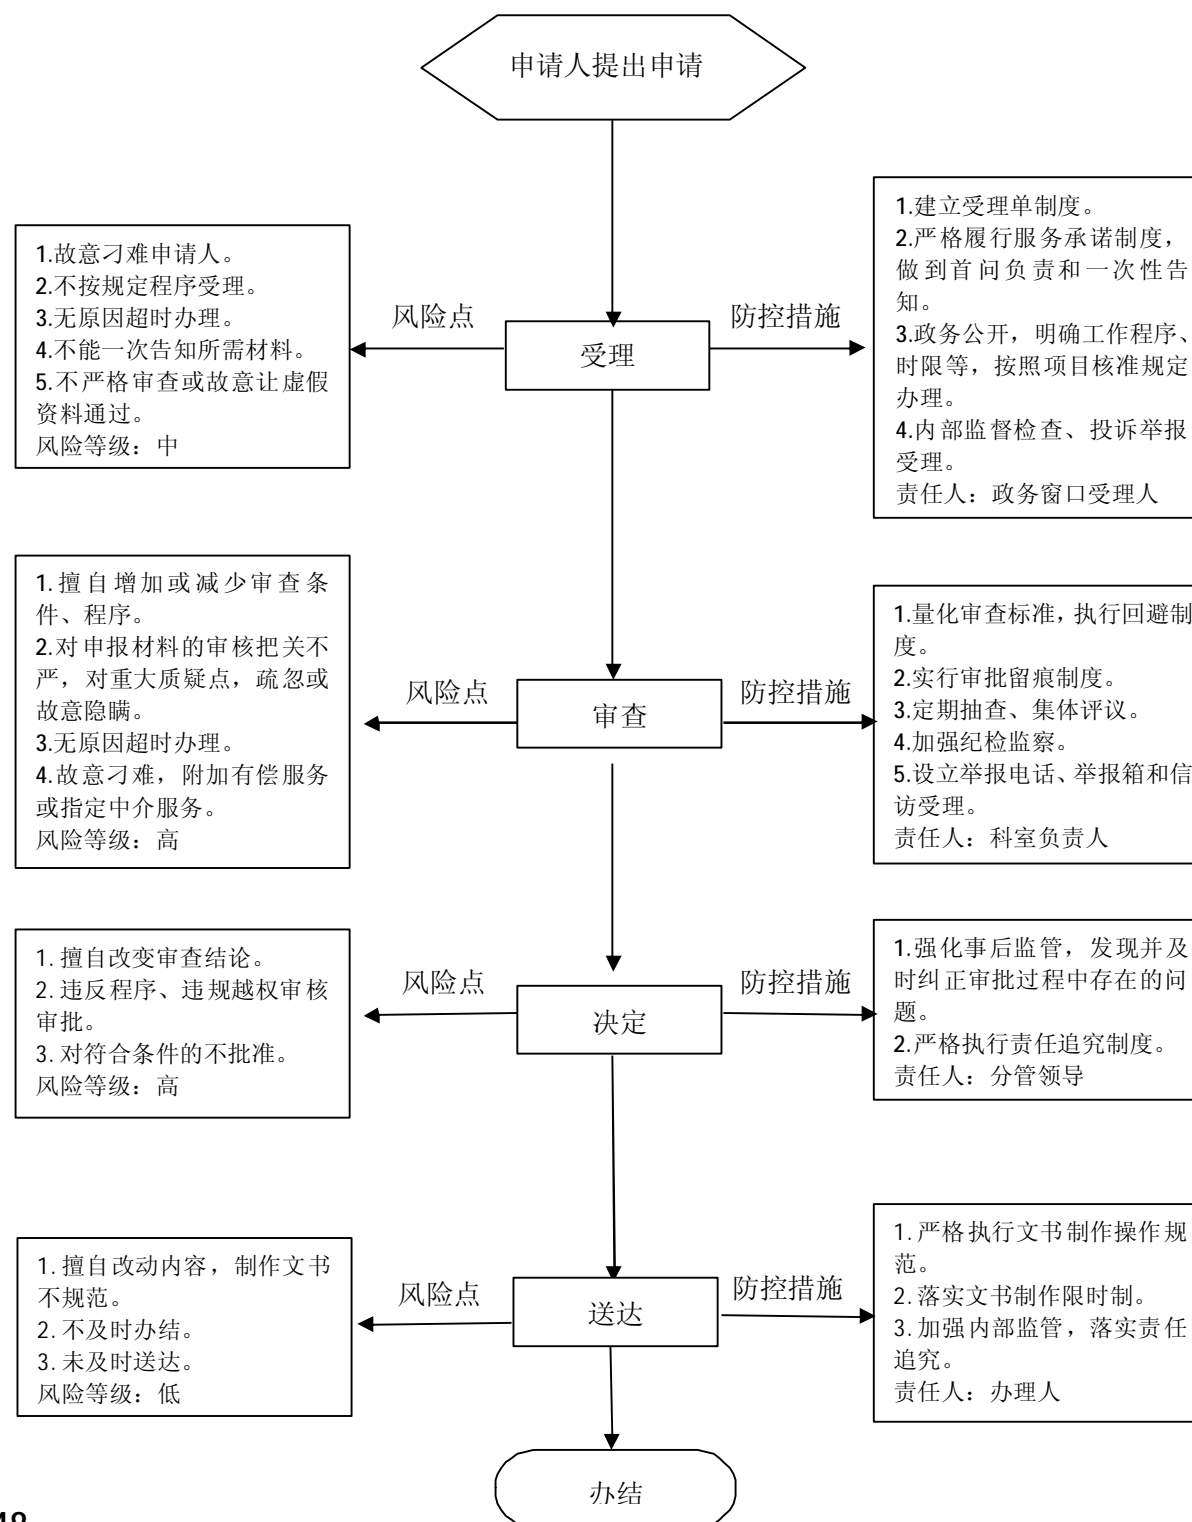 申请人提出申请
1.故意刁难申请人。
2.不按规定程序受理。
3.无原因超时办理。
4.不能一次告知所需材料。
5.不严格审查或故意让虚假
资料通过。
风险等级：中
风险点
受理
防控措施
1.建立受理单制度。
2.严格履行服务承诺制度，
做到首问负责和一次性告
知。
3.政务公开，明确工作程序、
时限等，按照项目核准规定
办理。
4.内部监督检查、投诉举报
受理。
责任人：政务窗口受理人
1.擅自增加或减少审查条
件、程序。
2.对申报材料的审核把关不
严，对重大质疑点，疏忽或
故意隐瞒。
3.无原因超时办理。
4.故意刁难，附加有偿服务
或指定中介服务。
风险等级：高
风险点
审查
防控措施
1.量化审查标准，执行回避制
度。
2.实行审批留痕制度。
3.定期抽查、集体评议。
4.加强纪检监察。
5.设立举报电话、举报箱和信
访受理。
责任人：科室负责人
1.擅自改变审查结论。
2.违反程序、违规越权审核
审批。
3.对符合条件的不批准。
风险等级：高
风险点
决定
防控措施
1.强化事后监管，发现并及
时纠正审批过程中存在的问
题。
2.严格执行责任追究制度。
责任人：分管领导
1.擅自改动内容，制作文书
不规范。
2.不及时办结。
3.未及时送达。
风险等级：低
风险点
送达
防控措施
1.严格执行文书制作操作规
范。
2.落实文书制作限时制。
3.加强内部监管，落实责任
追究。
责任人：办理人
办结